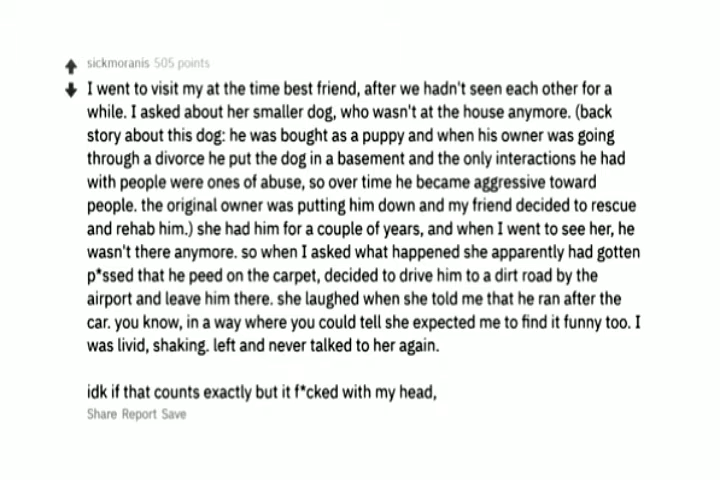 sickmoranis 505 points
I went to visit my at the time best friend, after we hadn't seen each other for a
while. I asked about her smaller dog, who wasn't at the house anymore. (back
story about this dog: he was bought as a puppy and when his owner was going
through a divorce he put the dog in a basement and the only interactions he had
with people were ones of abuse, so over time he became aggressive toward
people. the original owner was putting him down and my friend decided to rescue
and rehab him.) she had him for a couple of years, and when I went to see her, he
wasn't there anymore. so when I asked what happened she apparently had gotten
p*ssed that he peed on the carpet, decided to drive him to a dirt road by the
airport and leave him there. she laughed when she told me that he ran after the
car. you know, in a way where you could tell she expected me to find it funny too. I
was livid, shaking. left and never talked to her again.
idk if that counts exactly but it f*cked with my head,
Share Report Save